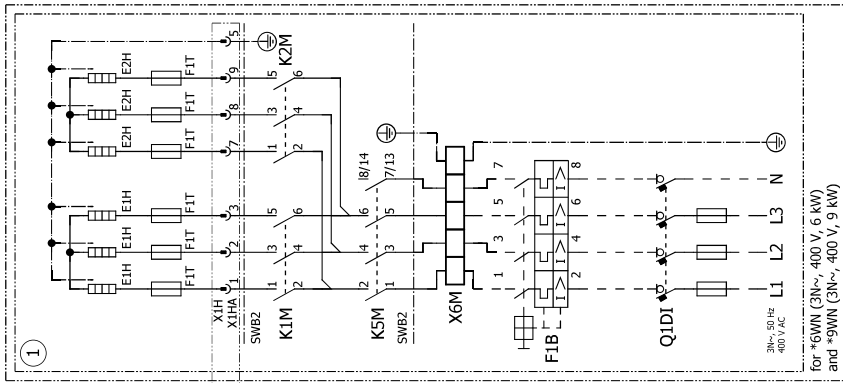 1
E1H E1H E1H E2H E2H E2H
F1T F1T F1T F1T F1T F1T
X1H
X1HA 1 2 3 7 8 9 5
SWB2
1 3 5 1 3 5
K1M K2M
2 4 6 2 4 6
2 4 6 8/14
K5M
1 3 5 7/13
SWB2
X6M
1 3 5 7
F1B
I> I> I> I>
2 4 6 8
Q1DI
3N~, 50 Hz
400 V AC
L1 L2 L3 N
for *6WN (3N~, 400 V, 6 kW)
and *9WN (3N~, 400 V, 9 kW)